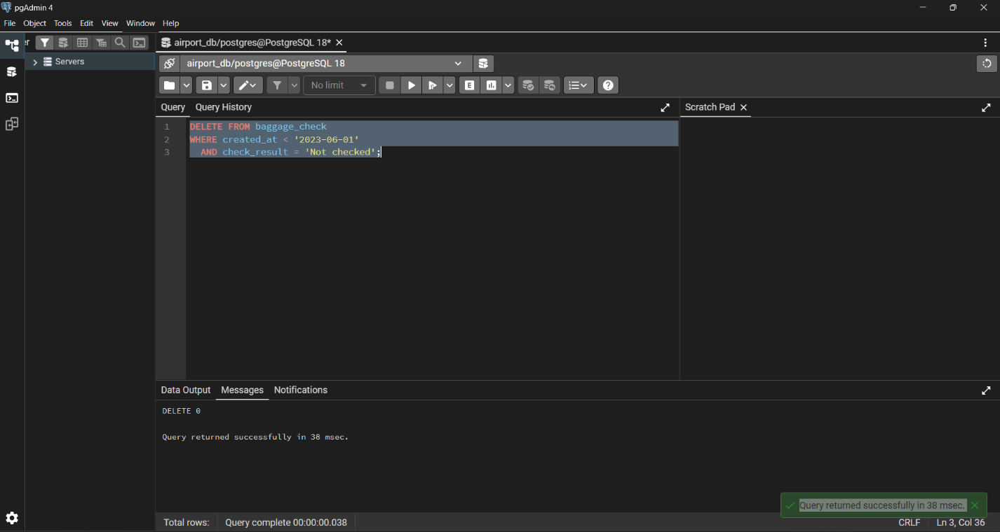 pgAdmin 4
File Object Tools Edit View Window Help
er
airport_db/postgres@PostgreSQL 18*
Servers
airport_db/postgres@PostgreSQL 18
No limit
E
Query Query History
Scratch Pad
1 DELETE FROM baggage_check
2 WHERE created_at < '2023-06-01'
3 AND check_result = 'Not checked';
Data Output Messages Notifications
DELETE 0
Query returned successfully in 38 msec.
Query returned successfully in 38 msec.
Total rows: Query complete 00:00:00.038 CRLF Ln 3, Col 36